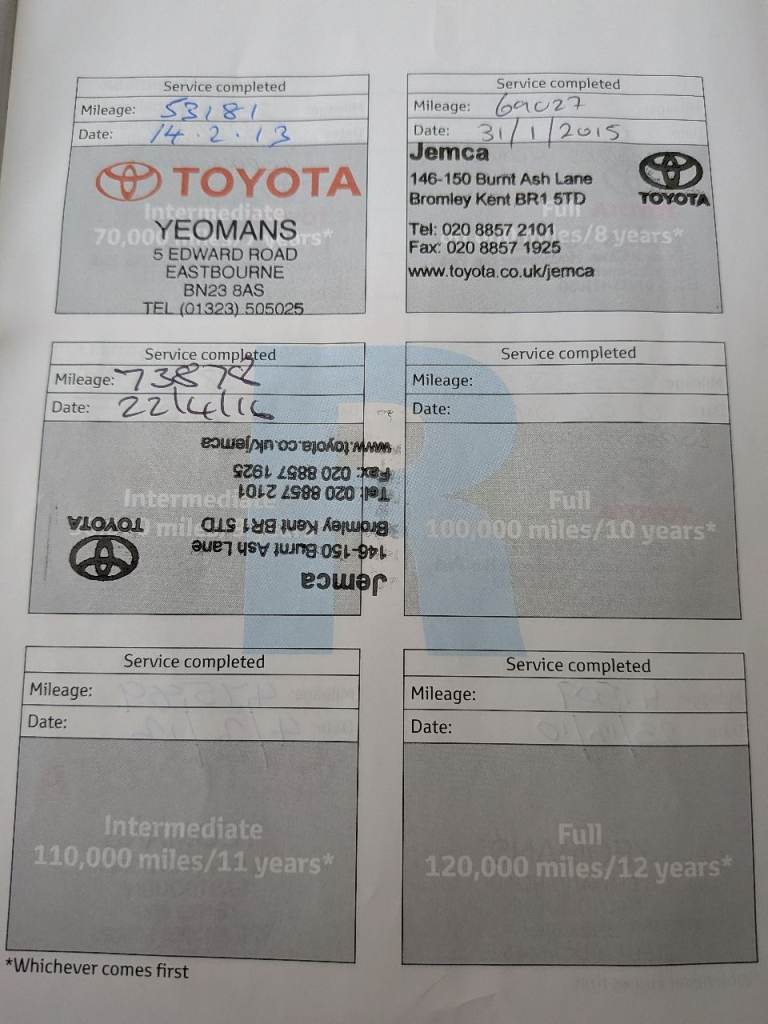 Service completed
Mileage: 53181
Date: 14.2.13
TOYOTA
Intermediate
70,000
YEOMANS
5 EDWARD ROAD
EASTBOURNE
BN23 8AS
TEL (01323) 505025
Service completed
Mileage: 69027
Date: 31/1/2015
Jemca
146-150 Burnt Ash Lane
Bromley Kent BR1 5TD
TOYOTA
Full
Tel: 020 8857 2101
Fax: 020 8857 1925
/8 years*
www.toyota.co.uk/jemca
Service completed
Mileage: 73878
Date: 22/4/16
Jemca
146-150 Burnt Ash Lane
Bromley Kent BR1 5TD
TOYOTA
Tel: 020 8857 2101
Fax: 020 8857 1925
www.toyota.co.uk/jemca
Intermediate
R
Service completed
Mileage:
Date:
Full
100,000 miles/10 years*
Service completed
Mileage:
Date:
Intermediate
110,000 miles/11 years*
Service completed
Mileage:
Date:
Full
120,000 miles/12 years*
*Whichever comes first